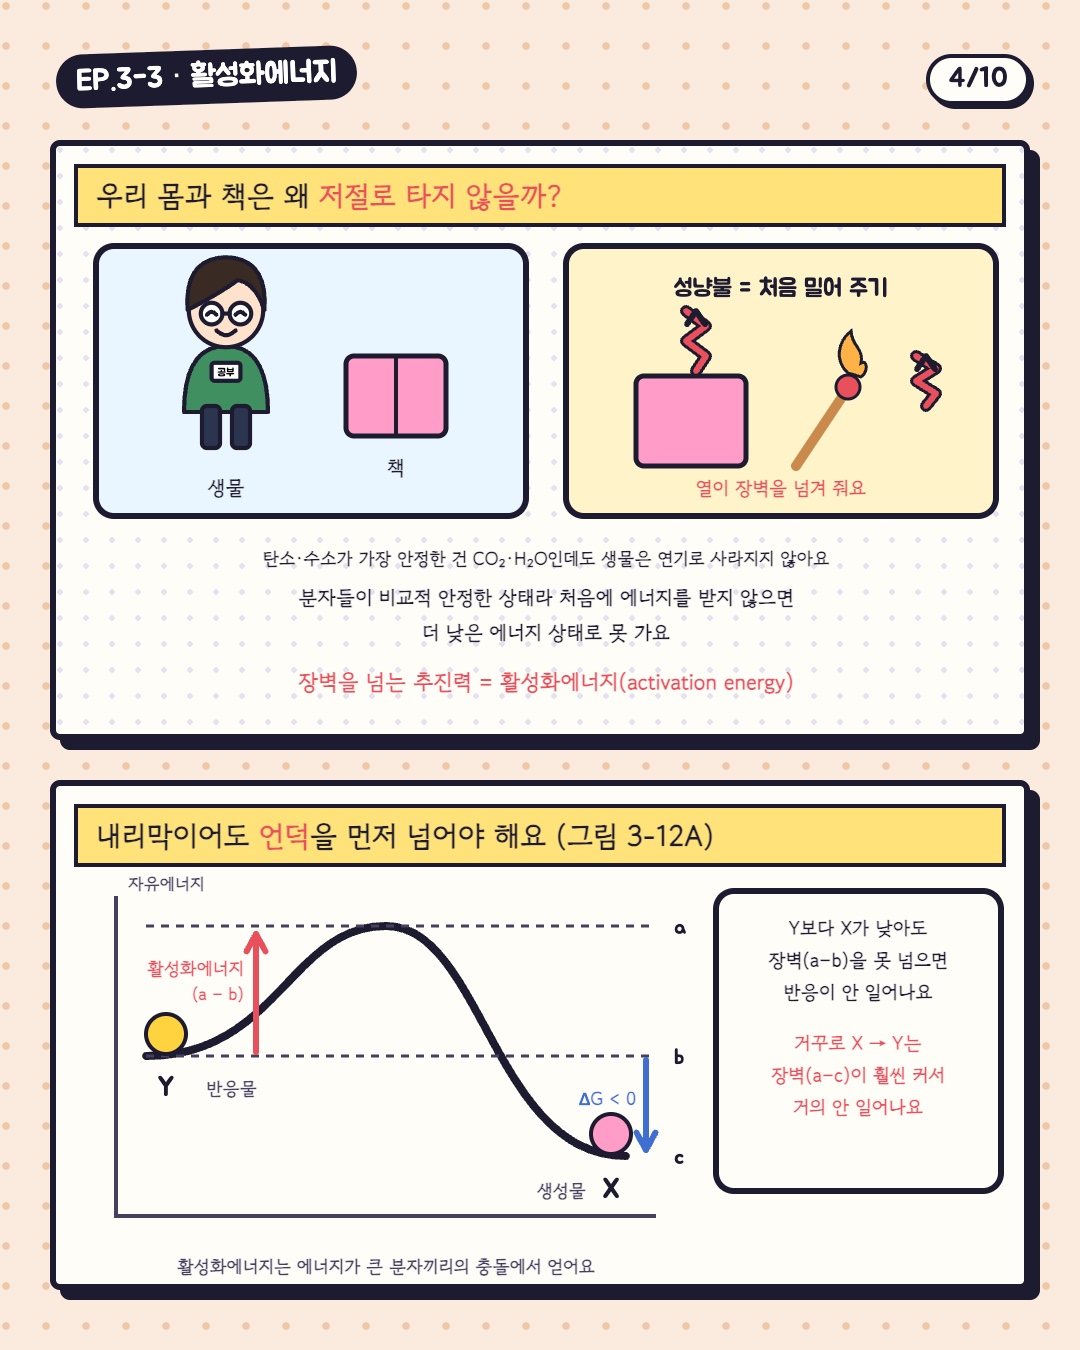 EP.3-3 · 활성화에너지
4/10
우리 몸과 책은 왜 저절로 타지 않을까?
공부
생물
책
성냥불 = 처음 밀어 주기
열이 장벽을 넘겨 줘요
탄소·수소가 가장 안정한 건 CO₂·H₂O인데도 생물은 연기로 사라지지 않아요
분자들이 비교적 안정한 상태라 처음에 에너지를 받지 않으면
더 낮은 에너지 상태로 못 가요
장벽을 넘는 추진력 = 활성화에너지(activation energy)
내리막이어도 언덕을 먼저 넘어야 해요 (그림 3-12A)
자유에너지
a
활성화에너지
(a − b)
b
Y 반응물
ΔG < 0
c
생성물 X
Y보다 X가 낮아도
장벽(a−b)을 못 넘으면
반응이 안 일어나요
거꾸로 X → Y는
장벽(a−c)이 훨씬 커서
거의 안 일어나요
활성화에너지는 에너지가 큰 분자끼리의 충돌에서 얻어요